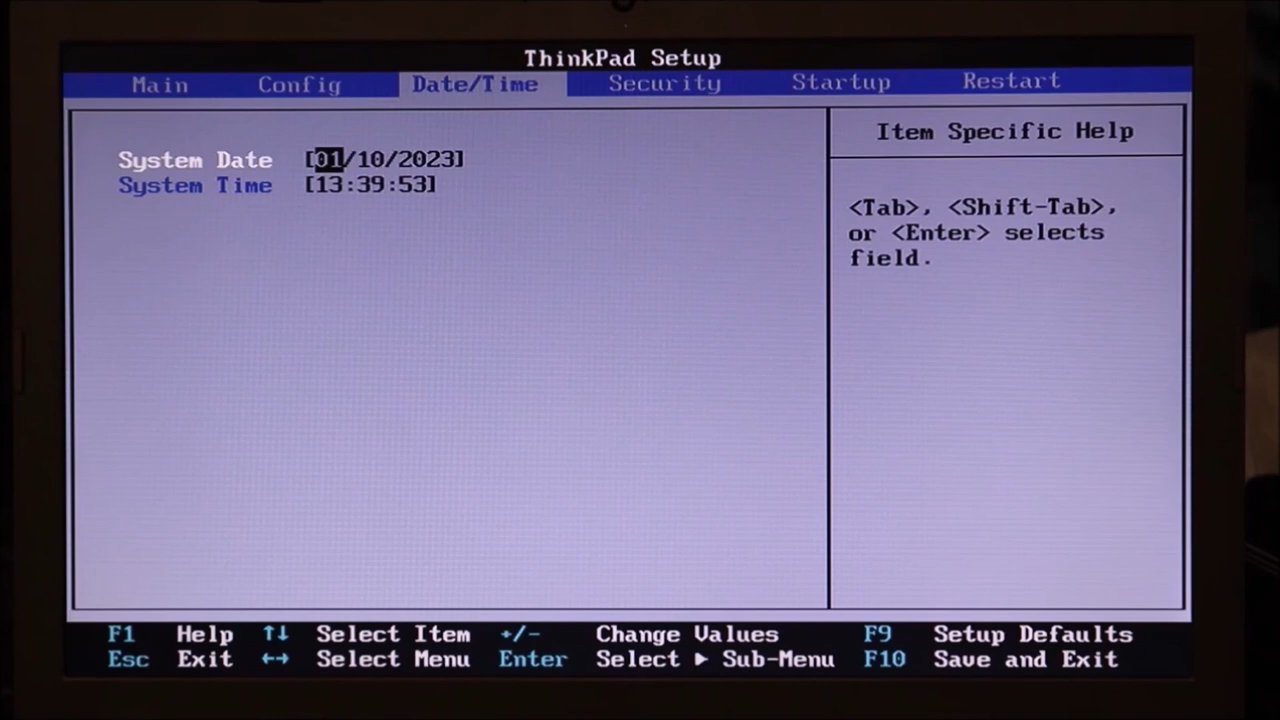 ThinkPad Setup
Main Config Date/Time Security Startup Restart
System Date [01/10/2023]
System Time [13:39:53]
Item Specific Help
<Tab>, <Shift-Tab>,
or <Enter> selects
field.
F1 Help ↑↓ Select Item +/- Change Values F9 Setup Defaults
Esc Exit ←→ Select Menu Enter Select ▶ Sub-Menu F10 Save and Exit